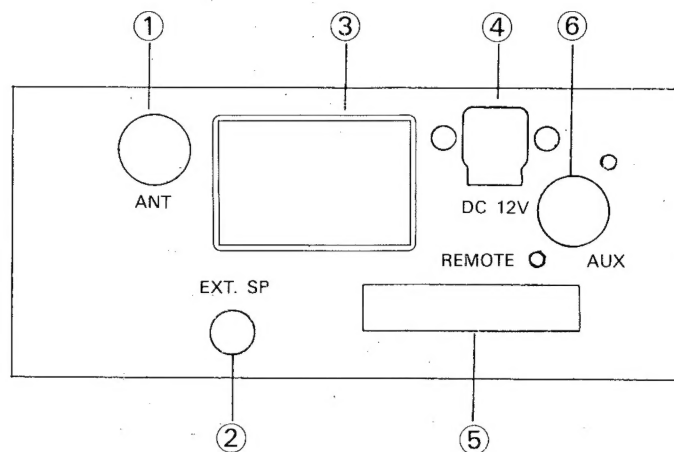 ① ③ ④ ⑥
ANT
DC 12V
REMOTE AUX
EXT. SP
② ⑤